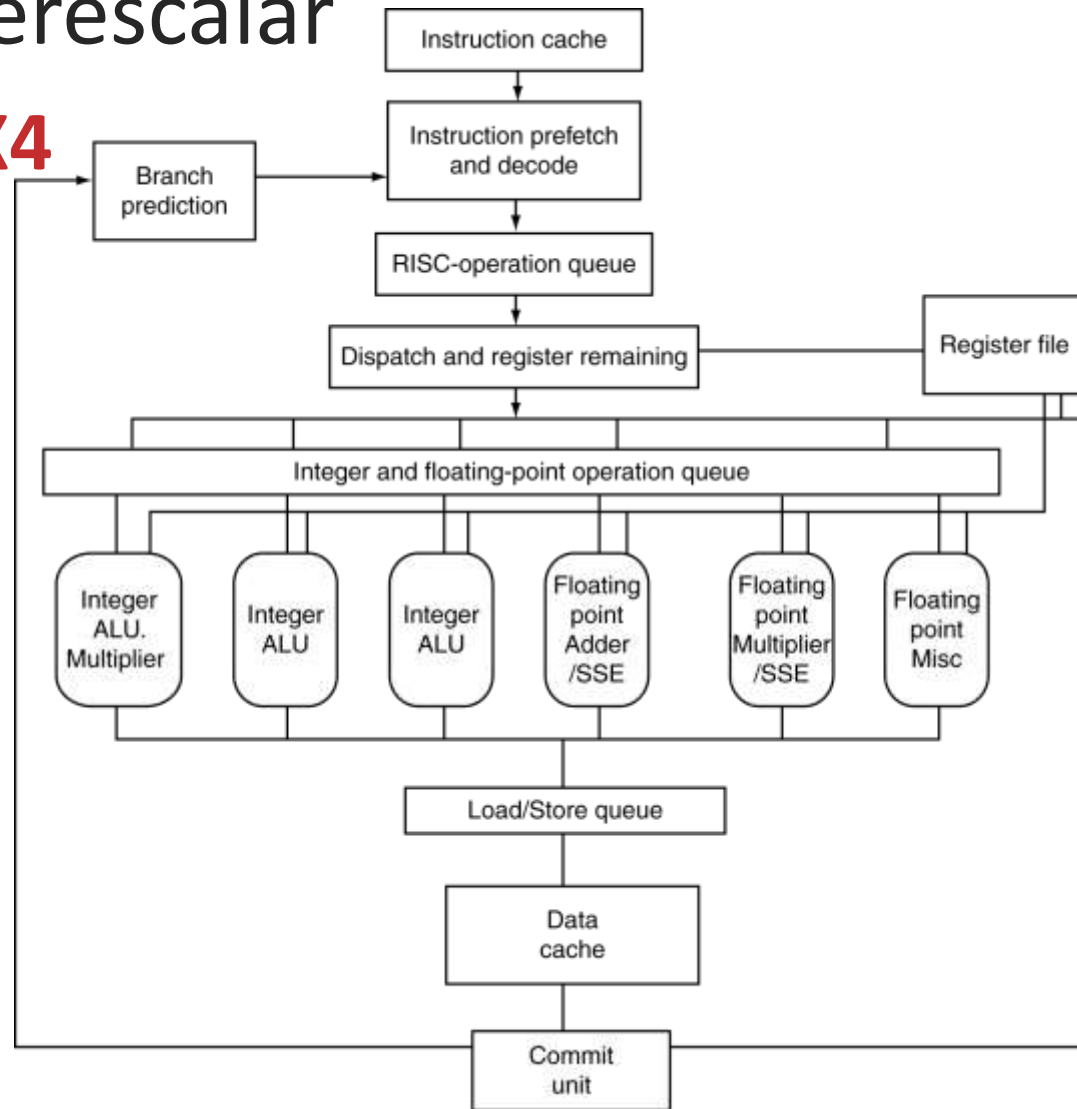 erescalar
X4
Instruction cache
Instruction prefetch
and decode
Branch
prediction
RISC-operation queue
Dispatch and register remaining
Register file
Integer and floating-point operation queue
Integer
ALU.
Multiplier
Integer
ALU
Integer
ALU
Floating
point
Adder
/SSE
Floating
point
Multiplier
/SSE
Floating
point
Misc
Load/Store queue
Data
cache
Commit
unit